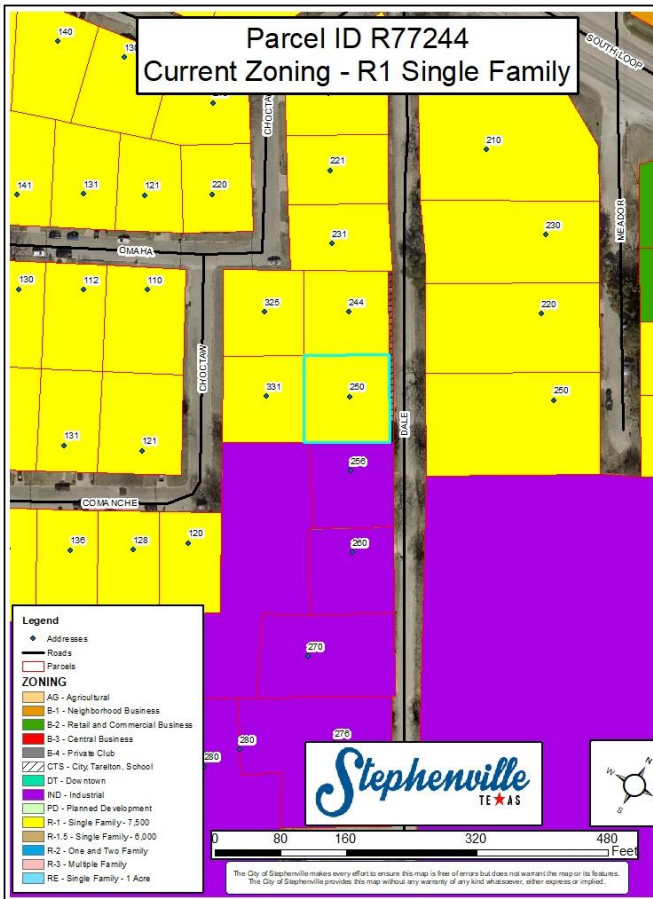 Parcel ID R77244
Current Zoning - R1 Single Family
SOUTH LOOP
140
CHOCTAW
210
221
141
131
121
220
231
230
MEADOR
OMAHA
130
112
110
325
244
220
CHOCTAW
331
250
250
DALE
131
121
256
COMANCHE
136
128
120
260
270
280
280
276
Legend
Addresses
Roads
Parcels
ZONING
AG - Agricultural
B-1 - Neighborhood Business
B-2 - Retail and Commercial Business
B-3 - Central Business
B-4 - Private Club
CTS - City, Tarelton, School
DT - Downtown
IND - Industrial
PD - Planned Development
R-1 - Single Family - 7,500
R-1.5 - Single Family - 6,000
R-2 - One and Two Family
R-3 - Multiple Family
RE - Single Family - 1 Acre
Stephenville
TEXAS
N
W
E
S
0 80 160 320 480
Feet
The City of Stephenville makes every effort to ensure this map is free of errors but does not warrant the map or its features.
The City of Stephenville provides this map without any warranty of any kind whatsoever, either express or implied.